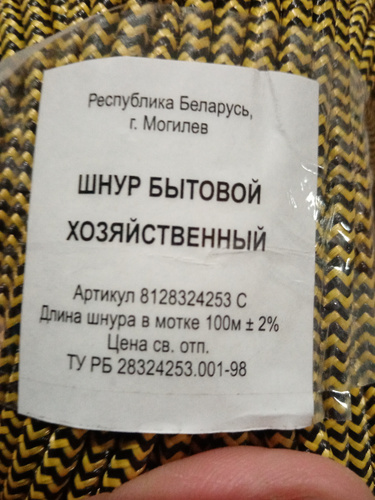 Республика Беларусь,
г. Могилев
ШНУР БЫТОВОЙ
ХОЗЯЙСТВЕННЫЙ
Артикул 8128324253 С
Длина шнура в мотке 100м ± 2%
Цена св. отп.
ТУ РБ 28324253.001-98